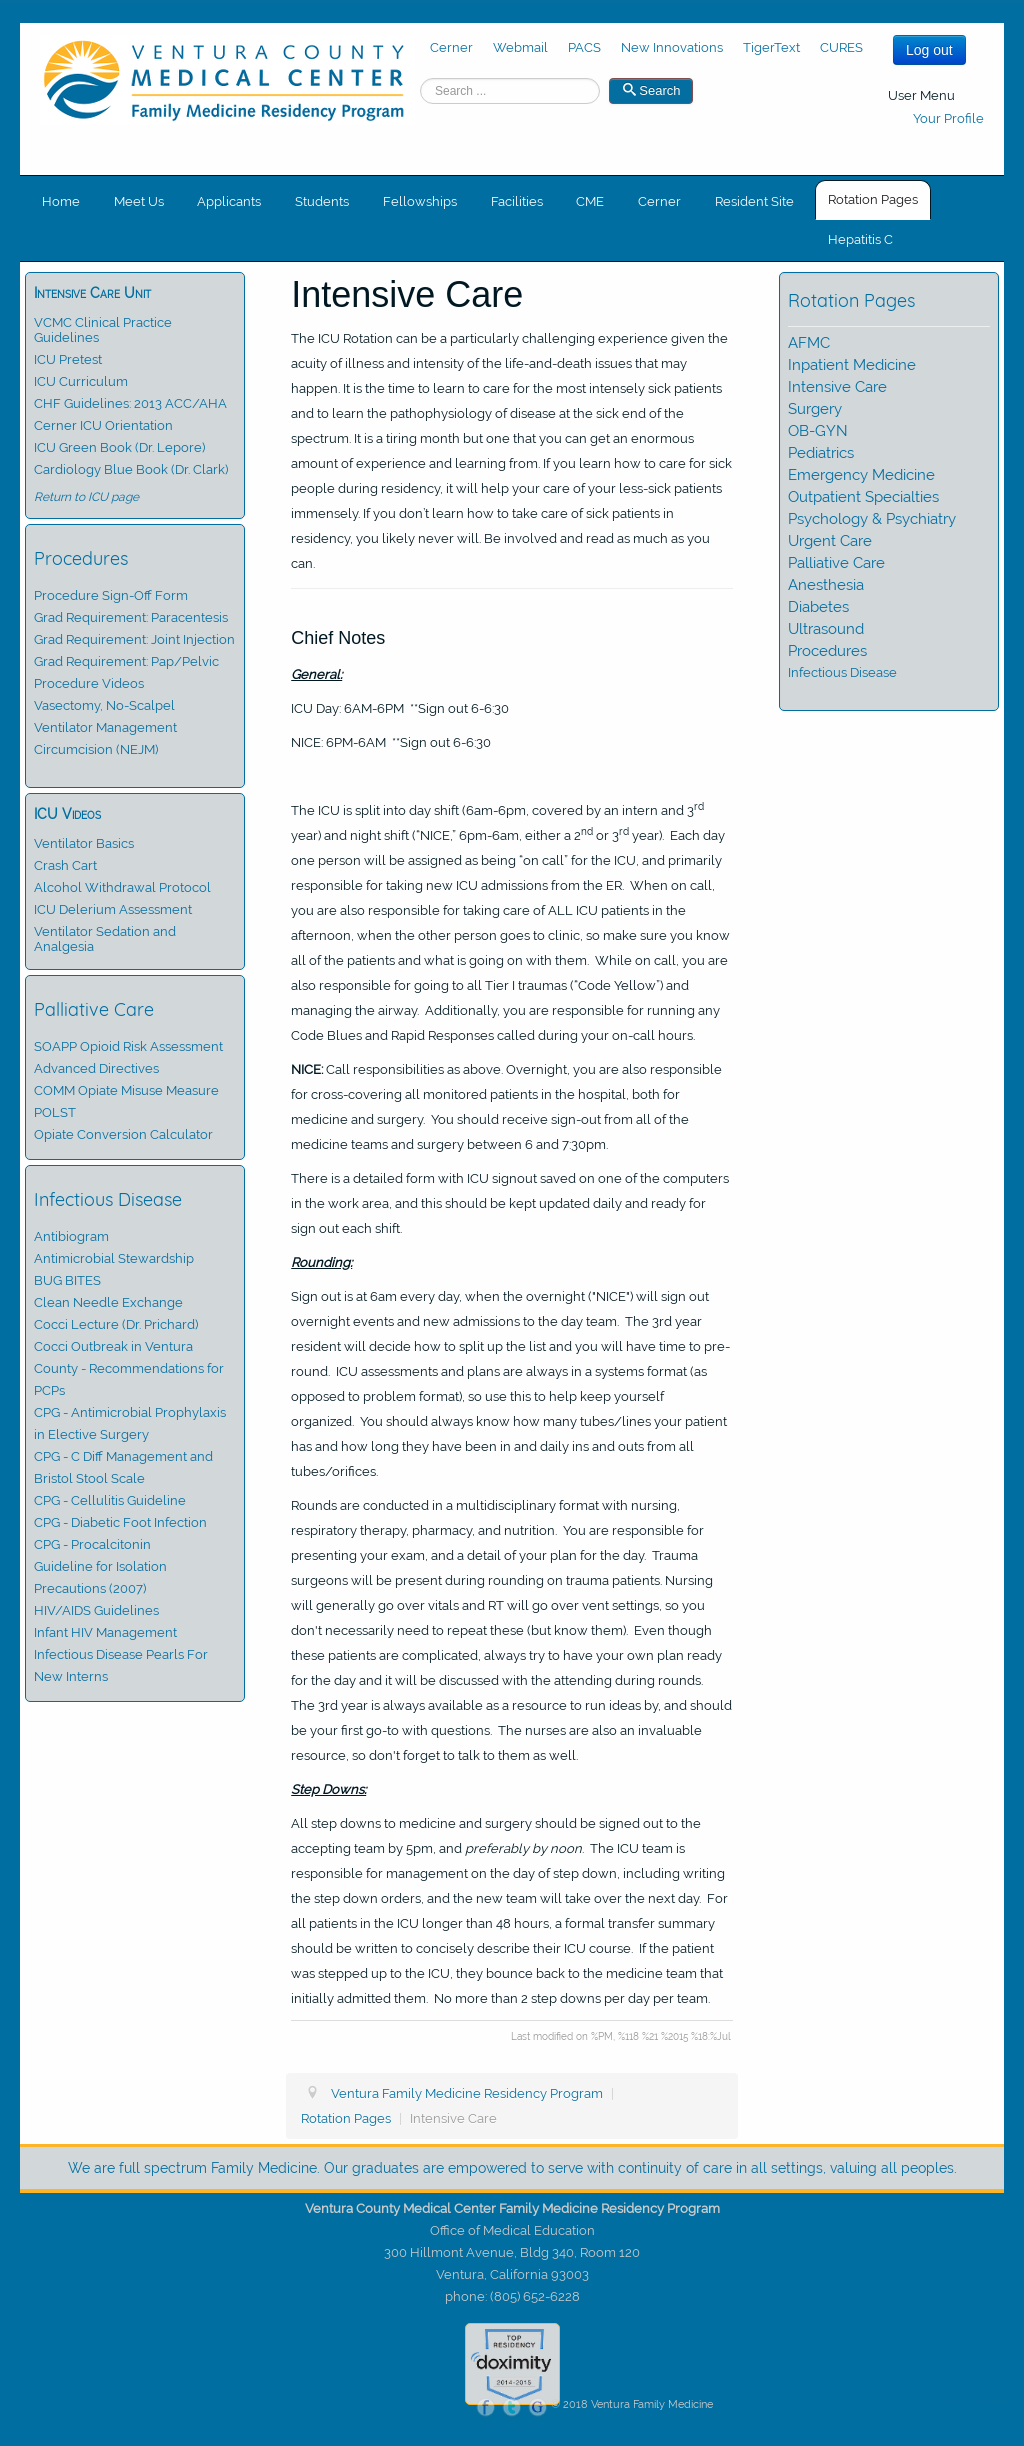 VENTURA COUNTY
MEDICAL CENTER
Family Medicine Residency Program
Cerner Webmail PACS New Innovations TigerText CURES
Search ...
Search
Log out
User Menu
Your Profile
Home Meet Us Applicants Students Fellowships Facilities CME Cerner Resident Site Rotation Pages
Hepatitis C
Intensive Care Unit
VCMC Clinical Practice
Guidelines
ICU Pretest
ICU Curriculum
CHF Guidelines: 2013 ACC/AHA
Cerner ICU Orientation
ICU Green Book (Dr. Lepore)
Cardiology Blue Book (Dr. Clark)
Return to ICU page
Procedures
Procedure Sign-Off Form
Grad Requirement: Paracentesis
Grad Requirement: Joint Injection
Grad Requirement: Pap/Pelvic
Procedure Videos
Vasectomy, No-Scalpel
Ventilator Management
Circumcision (NEJM)
ICU Videos
Ventilator Basics
Crash Cart
Alcohol Withdrawal Protocol
ICU Delerium Assessment
Ventilator Sedation and
Analgesia
Palliative Care
SOAPP Opioid Risk Assessment
Advanced Directives
COMM Opiate Misuse Measure
POLST
Opiate Conversion Calculator
Infectious Disease
Antibiogram
Antimicrobial Stewardship
BUG BITES
Clean Needle Exchange
Cocci Lecture (Dr. Prichard)
Cocci Outbreak in Ventura
County - Recommendations for
PCPs
CPG - Antimicrobial Prophylaxis
in Elective Surgery
CPG - C Diff Management and
Bristol Stool Scale
CPG - Cellulitis Guideline
CPG - Diabetic Foot Infection
CPG - Procalcitonin
Guideline for Isolation
Precautions (2007)
HIV/AIDS Guidelines
Infant HIV Management
Infectious Disease Pearls For
New Interns
Intensive Care
The ICU Rotation can be a particularly challenging experience given the
acuity of illness and intensity of the life-and-death issues that may
happen. It is the time to learn to care for the most intensely sick patients
and to learn the pathophysiology of disease at the sick end of the
spectrum. It is a tiring month but one that you can get an enormous
amount of experience and learning from. If you learn how to care for sick
people during residency, it will help your care of your less-sick patients
immensely. If you don't learn how to take care of sick patients in
residency, you likely never will. Be involved and read as much as you
can.
Chief Notes
General:
ICU Day: 6AM-6PM **Sign out 6-6:30
NICE: 6PM-6AM **Sign out 6-6:30
The ICU is split into day shift (6am-6pm, covered by an intern and 3rd
year) and night shift ("NICE," 6pm-6am, either a 2nd or 3rd year). Each day
one person will be assigned as being "on call" for the ICU, and primarily
responsible for taking new ICU admissions from the ER. When on call,
you are also responsible for taking care of ALL ICU patients in the
afternoon, when the other person goes to clinic, so make sure you know
all of the patients and what is going on with them. While on call, you are
also responsible for going to all Tier I traumas ("Code Yellow") and
managing the airway. Additionally, you are responsible for running any
Code Blues and Rapid Responses called during your on-call hours.
NICE: Call responsibilities as above. Overnight, you are also responsible
for cross-covering all monitored patients in the hospital, both for
medicine and surgery. You should receive sign-out from all of the
medicine teams and surgery between 6 and 7:30pm.
There is a detailed form with ICU signout saved on one of the computers
in the work area, and this should be kept updated daily and ready for
sign out each shift.
Rounding:
Sign out is at 6am every day, when the overnight ("NICE") will sign out
overnight events and new admissions to the day team. The 3rd year
resident will decide how to split up the list and you will have time to pre-
round. ICU assessments and plans are always in a systems format (as
opposed to problem format), so use this to help keep yourself
organized. You should always know how many tubes/lines your patient
has and how long they have been in and daily ins and outs from all
tubes/orifices.
Rounds are conducted in a multidisciplinary format with nursing,
respiratory therapy, pharmacy, and nutrition. You are responsible for
presenting your exam, and a detail of your plan for the day. Trauma
surgeons will be present during rounding on trauma patients. Nursing
will generally go over vitals and RT will go over vent settings, so you
don't necessarily need to repeat these (but know them). Even though
these patients are complicated, always try to have your own plan ready
for the day and it will be discussed with the attending during rounds.
The 3rd year is always available as a resource to run ideas by, and should
be your first go-to with questions. The nurses are also an invaluable
resource, so don't forget to talk to them as well.
Step Downs:
All step downs to medicine and surgery should be signed out to the
accepting team by 5pm, and preferably by noon. The ICU team is
responsible for management on the day of step down, including writing
the step down orders, and the new team will take over the next day. For
all patients in the ICU longer than 48 hours, a formal transfer summary
should be written to concisely describe their ICU course. If the patient
was stepped up to the ICU, they bounce back to the medicine team that
initially admitted them. No more than 2 step downs per day per team.
Last modified on %PM, %118 %21 %2015 %18:%Jul
Ventura Family Medicine Residency Program |
Rotation Pages | Intensive Care
Rotation Pages
AFMC
Inpatient Medicine
Intensive Care
Surgery
OB-GYN
Pediatrics
Emergency Medicine
Outpatient Specialties
Psychology & Psychiatry
Urgent Care
Palliative Care
Anesthesia
Diabetes
Ultrasound
Procedures
Infectious Disease
We are full spectrum Family Medicine. Our graduates are empowered to serve with continuity of care in all settings, valuing all peoples.
Ventura County Medical Center Family Medicine Residency Program
Office of Medical Education
300 Hillmont Avenue, Bldg 340, Room 120
Ventura, California 93003
phone: (805) 652-6228
TOP
RESIDENCY
doximity
2014-2015
f t G © 2018 Ventura Family Medicine